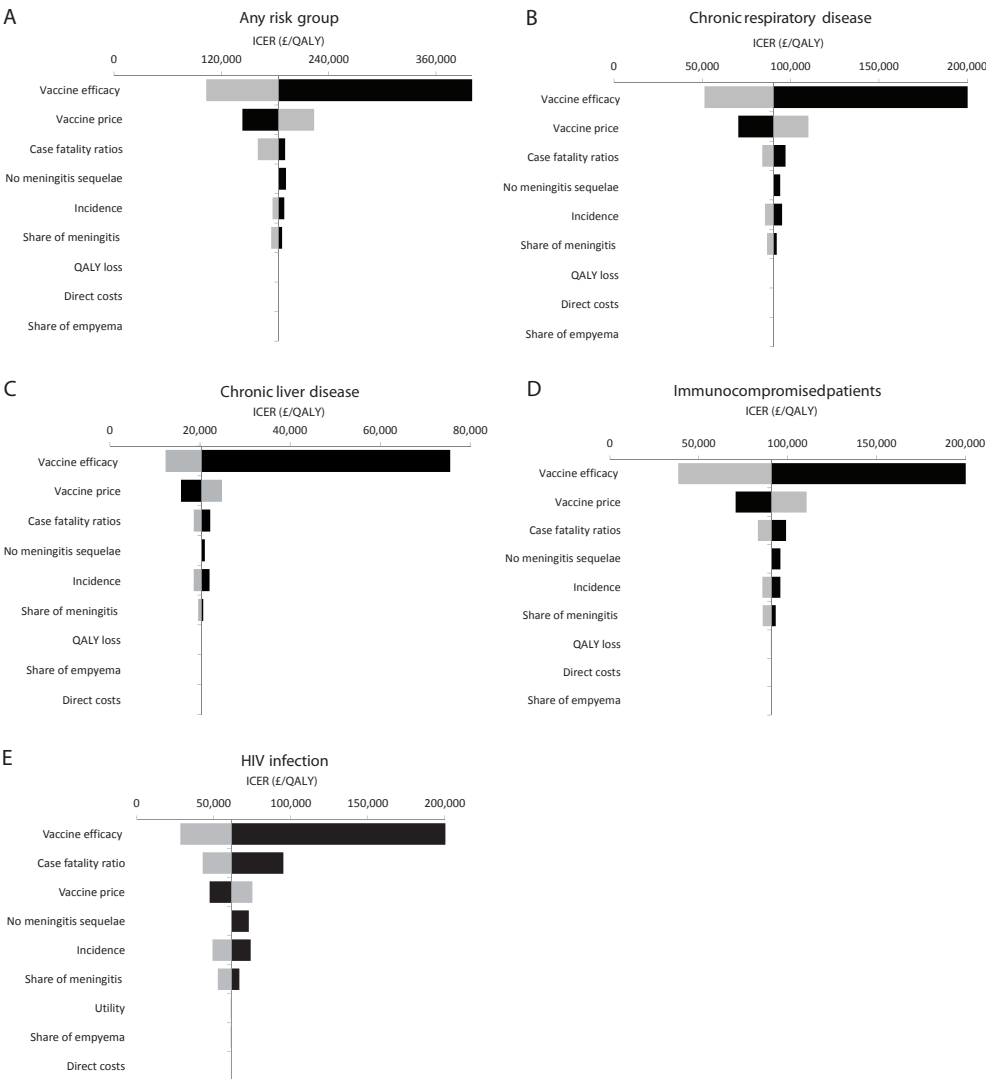 A
Any risk group
ICER (£/QALY)
0 120,000 240,000 360,000
Vaccine efficacy
Vaccine price
Case fatality ratios
No meningitis sequelae
Incidence
Share of meningitis
QALY loss
Direct costs
Share of empyema
B
Chronic respiratory disease
ICER (£/QALY)
0 50,000 100,000 150,000 200,000
Vaccine efficacy
Vaccine price
Case fatality ratios
No meningitis sequelae
Incidence
Share of meningitis
QALY loss
Direct costs
Share of empyema
C
Chronic liver disease
ICER (£/QALY)
0 20,000 40,000 60,000 80,000
Vaccine efficacy
Vaccine price
Case fatality ratios
No meningitis sequelae
Incidence
Share of meningitis
QALY loss
Share of empyema
Direct costs
D
Immunocompromised patients
ICER (£/QALY)
0 50,000 100,000 150,000 200,000
Vaccine efficacy
Vaccine price
Case fatality ratios
No meningitis sequelae
Incidence
Share of meningitis
QALY loss
Direct costs
Share of empyema
E
HIV infection
ICER (£/QALY)
0 50,000 100,000 150,000 200,000
Vaccine efficacy
Case fatality ratio
Vaccine price
No meningitis sequelae
Incidence
Share of meningitis
Utility
Share of empyema
Direct costs